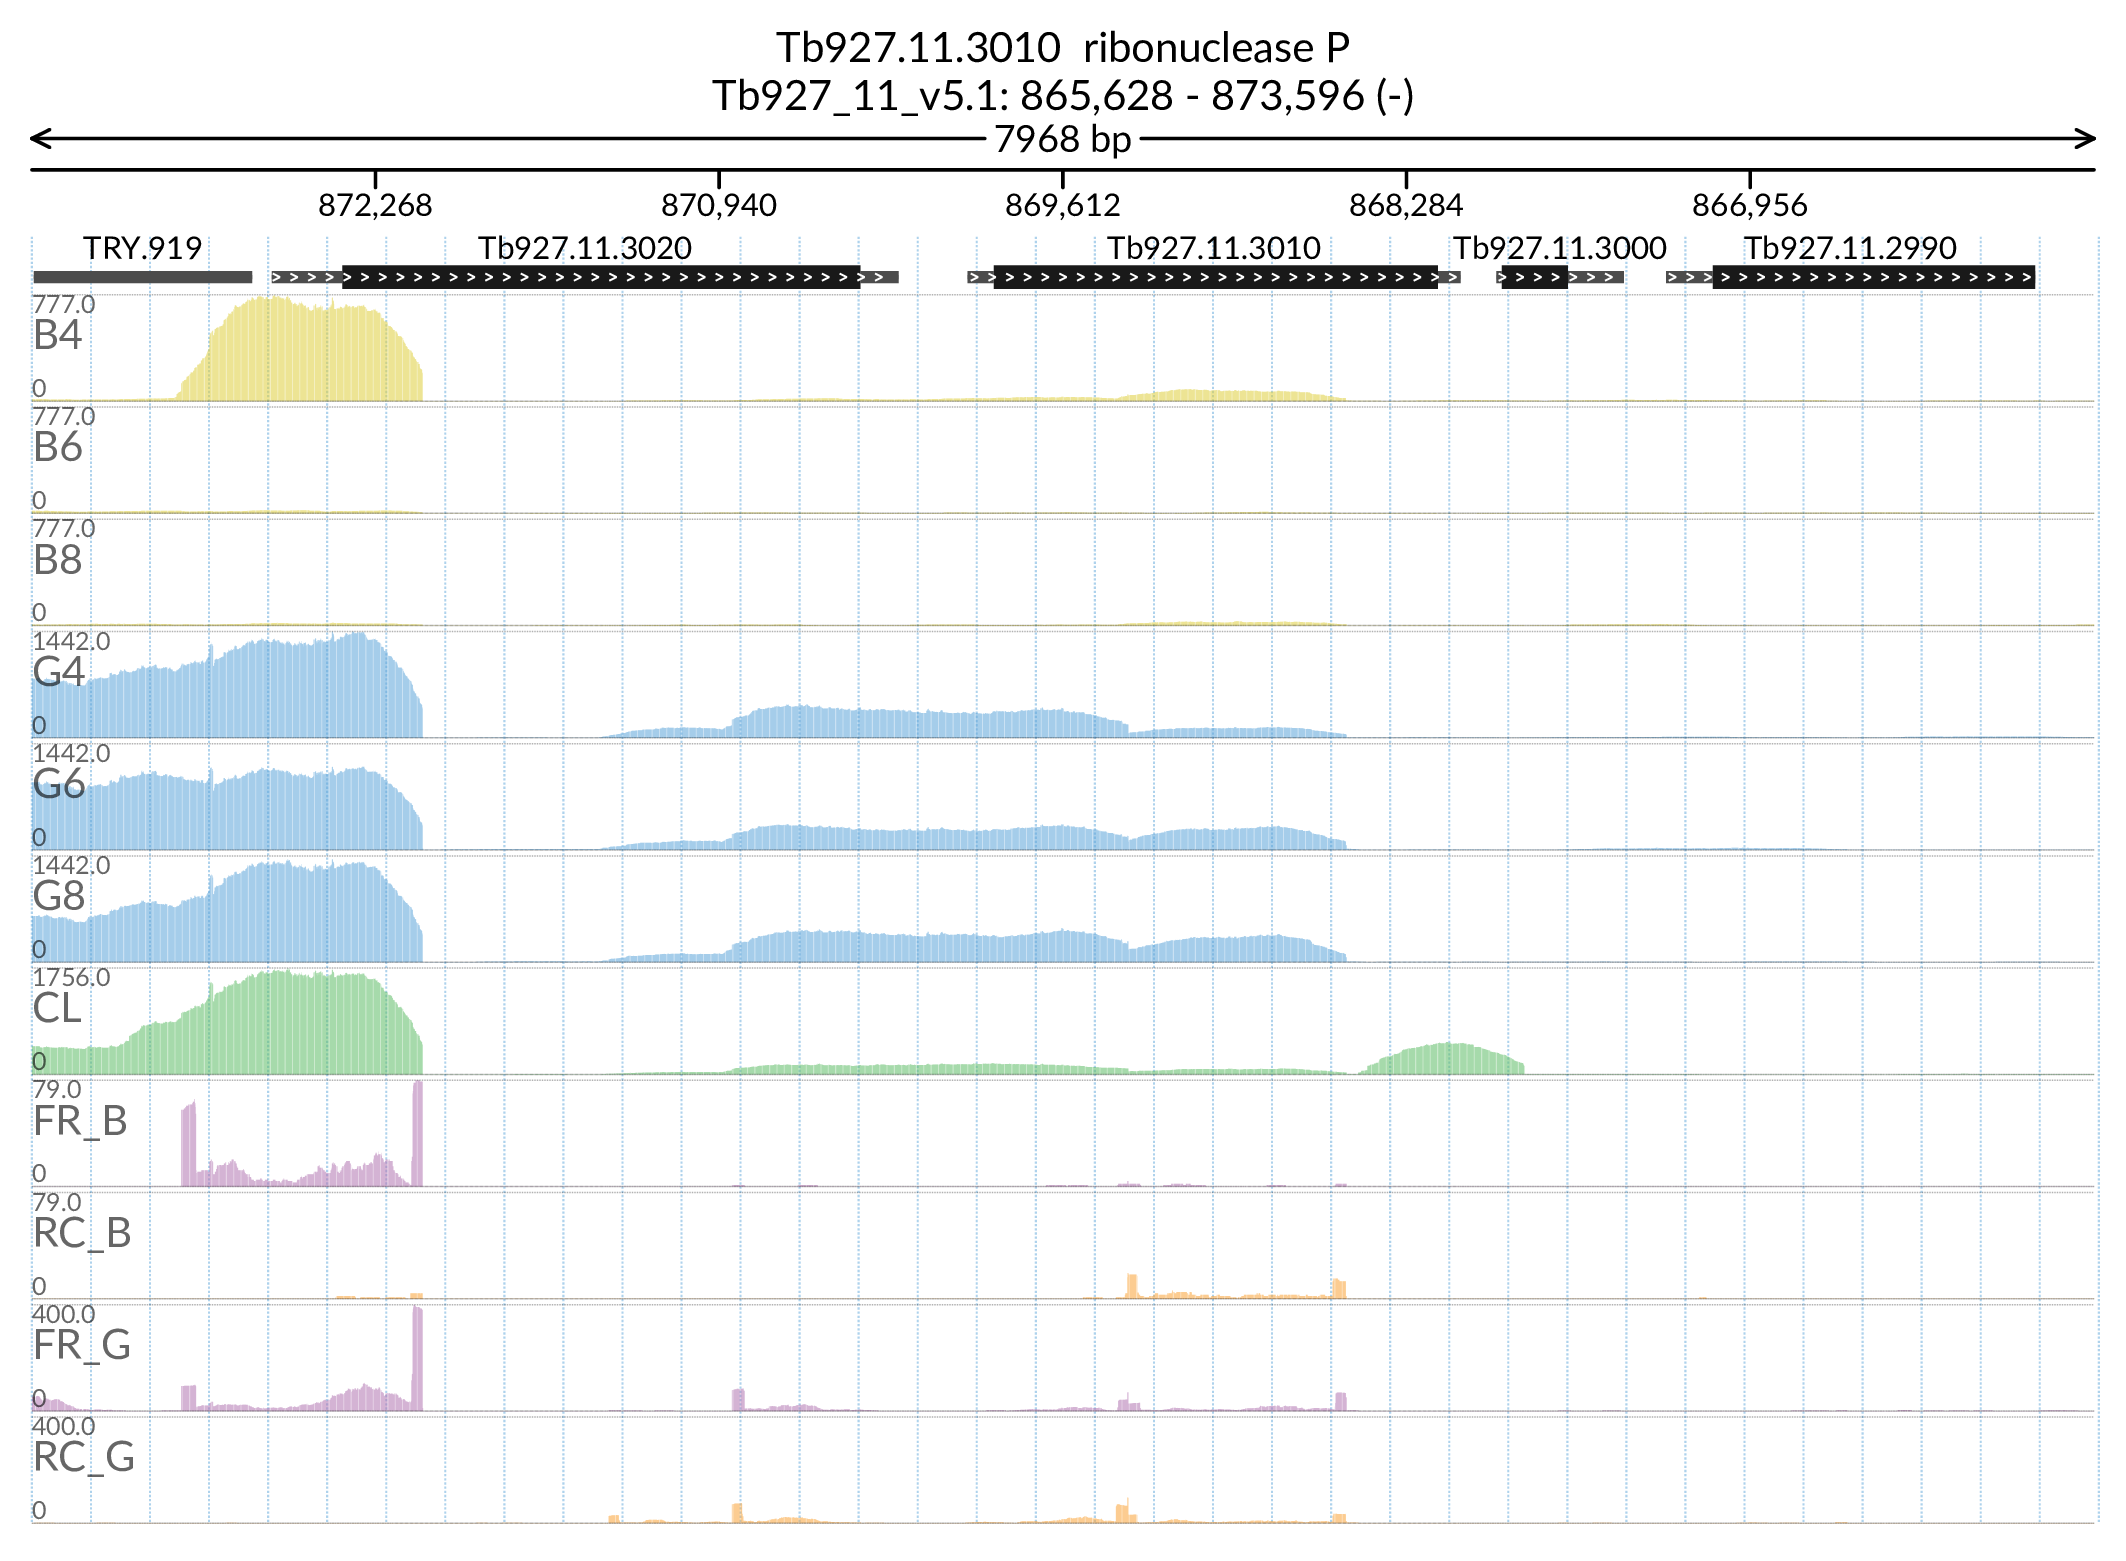 Tb927.11.3010  ribonuclease P
Tb927_11_v5.1: 865,628 - 873,596 (-)
7968 bp
872,268 870,940 869,612 868,284 866,956
TRY.919 Tb927.11.3020 Tb927.11.3010 Tb927.11.3000 Tb927.11.2990
777.0
B4
0
777.0
B6
0
777.0
B8
0
1442.0
G4
0
1442.0
G6
0
1442.0
G8
0
1756.0
CL
0
79.0
FR_B
0
79.0
RC_B
0
400.0
FR_G
0
400.0
RC_G
0